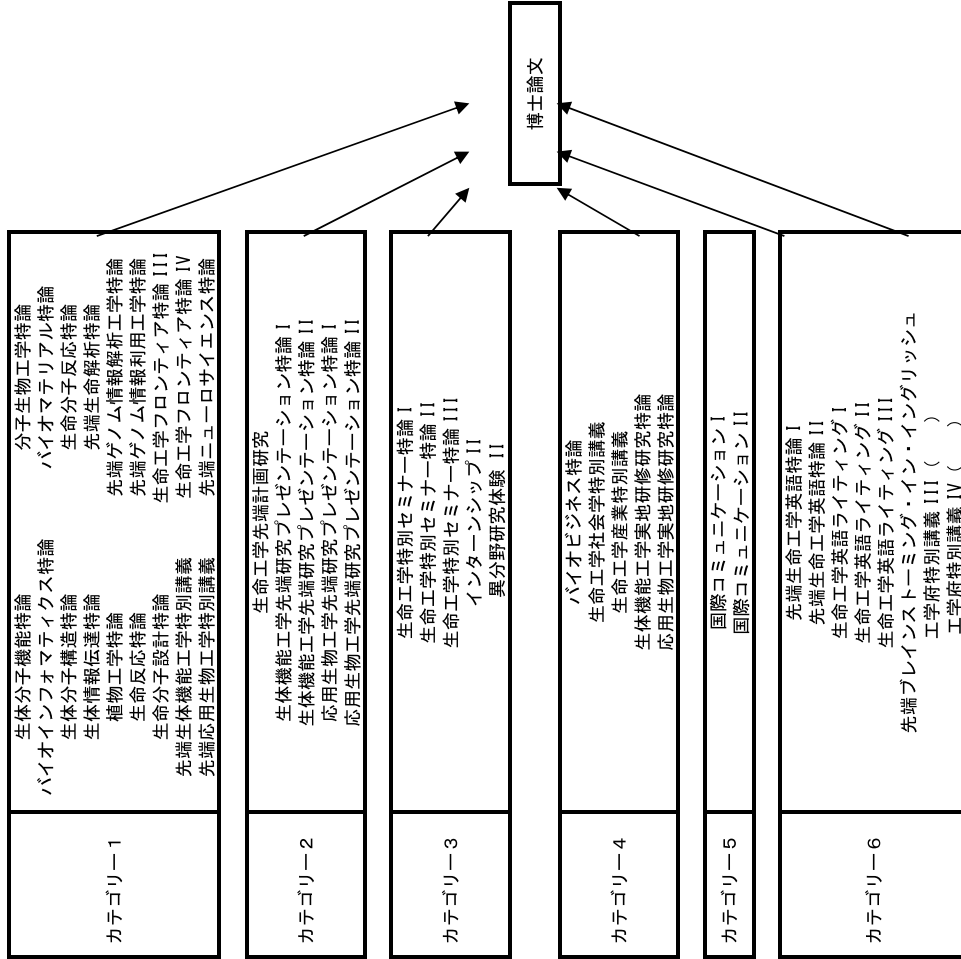 カテゴリー1
生体分子機能特論
分子生物工学特論
バイオインフォマティクス特論
バイオマテリアル特論
生体分子構造特論
生命分子反応特論
生体情報伝達特論
先端生命解析特論
植物工学特論
先端ゲノム情報解析工学特論
生命反応特論
先端ゲノム情報利用工学特論
生命分子設計特論
生命工学フロンティア特論 III
先端生体機能工学特別講義
生命工学フロンティア特論 IV
先端応用生物工学特別講義
先端ニューロサイエンス特論
カテゴリー2
生命工学先端計画研究
生体機能工学先端研究プレゼンテーション特論 I
生体機能工学先端研究プレゼンテーション特論 II
応用生物工学先端研究プレゼンテーション特論 I
応用生物工学先端研究プレゼンテーション特論 II
カテゴリー3
生命工学特別セミナー特論 I
生命工学特別セミナー特論 II
生命工学特別セミナー特論 III
インターンシップ II
異分野研究体験 II
カテゴリー4
バイオビジネス特論
生命工学社会学特別講義
生命工学産業特別講義
生体機能工学実地研修研究特論
応用生物工学実地研修研究特論
カテゴリー5
国際コミュニケーション I
国際コミュニケーション II
カテゴリー6
先端生命工学英語特論 I
先端生命工学英語特論 II
生命工学英語ライティング I
生命工学英語ライティング II
生命工学英語ライティング III
先端ブレインストーミング・イン・イングリッシュ
工学府特別講義 III (　　)
工学府特別講義 IV (　　)
博士論文